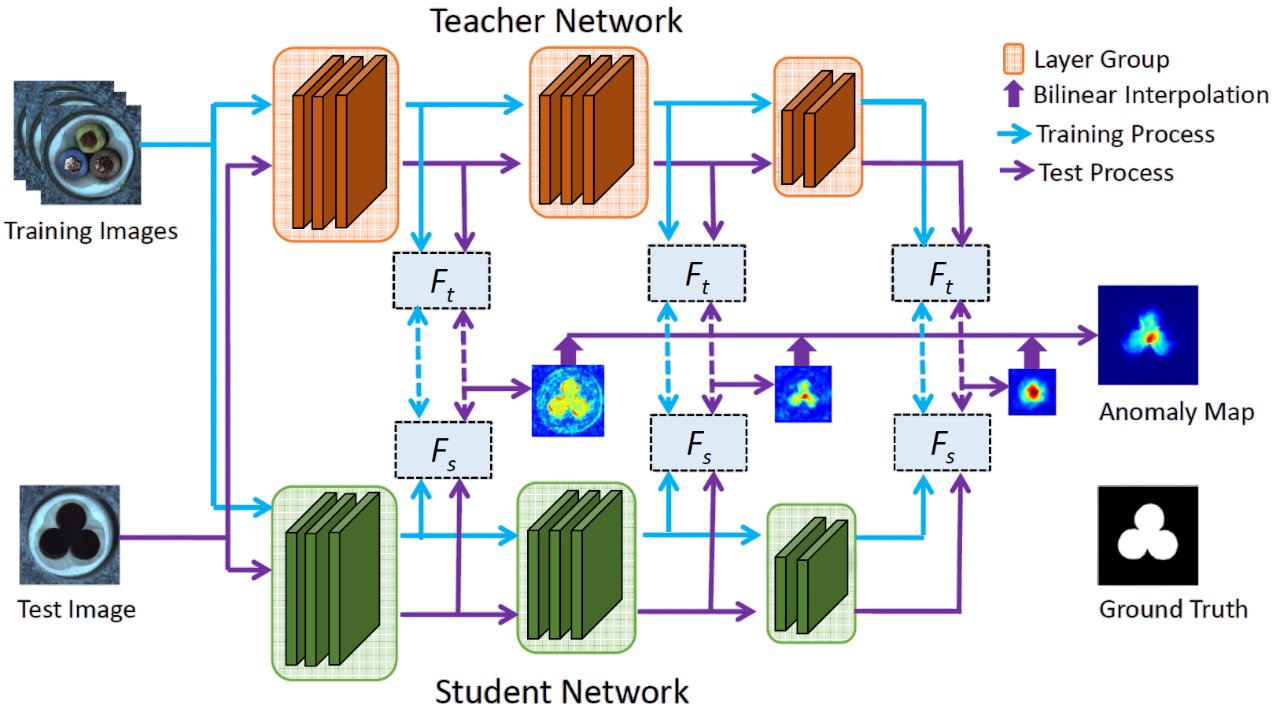 Teacher Network
Layer Group
Bilinear Interpolation
Training Process
Test Process
Training Images
F_t
F_t
F_t
Anomaly Map
F_s
F_s
F_s
Test Image
Ground Truth
Student Network